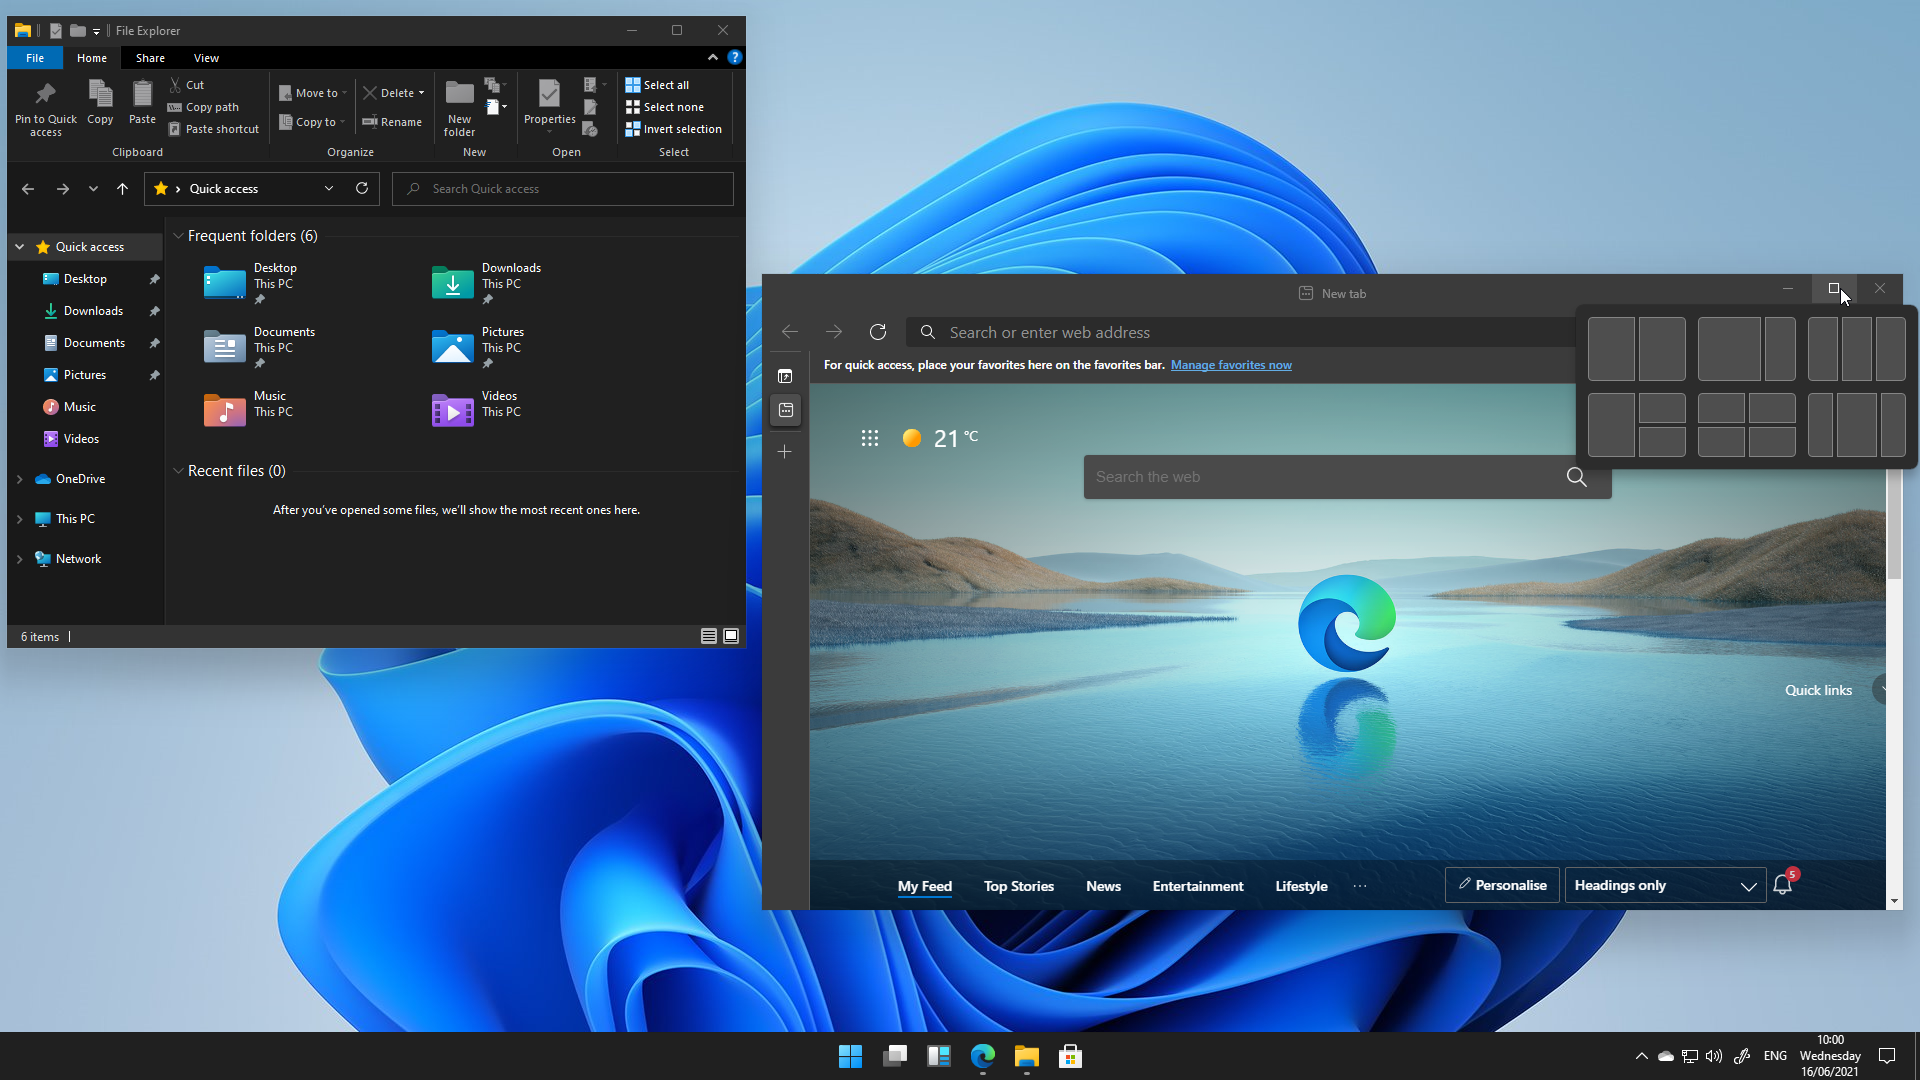 File Explorer
File Home Share View
?
Pin to Quick access
Copy
Paste
Cut
Copy path
Paste shortcut
Clipboard
Move to
Copy to
Delete
Rename
Organize
New folder
New
Properties
Open
Select all
Select none
Invert selection
Select
Quick access
Search Quick access
Quick access
Desktop
Downloads
Documents
Pictures
Music
Videos
OneDrive
This PC
Network
Frequent folders (6)
Desktop
This PC
Downloads
This PC
Documents
This PC
Pictures
This PC
Music
This PC
Videos
This PC
Recent files (0)
After you've opened some files, we'll show the most recent ones here.
6 items
New tab
Search or enter web address
For quick access, place your favorites here on the favorites bar. Manage favorites now
21 °C
Search the web
Quick links
My Feed Top Stories News Entertainment Lifestyle ...
Personalise
Headings only
5
ENG
10:00
Wednesday
16/06/2021